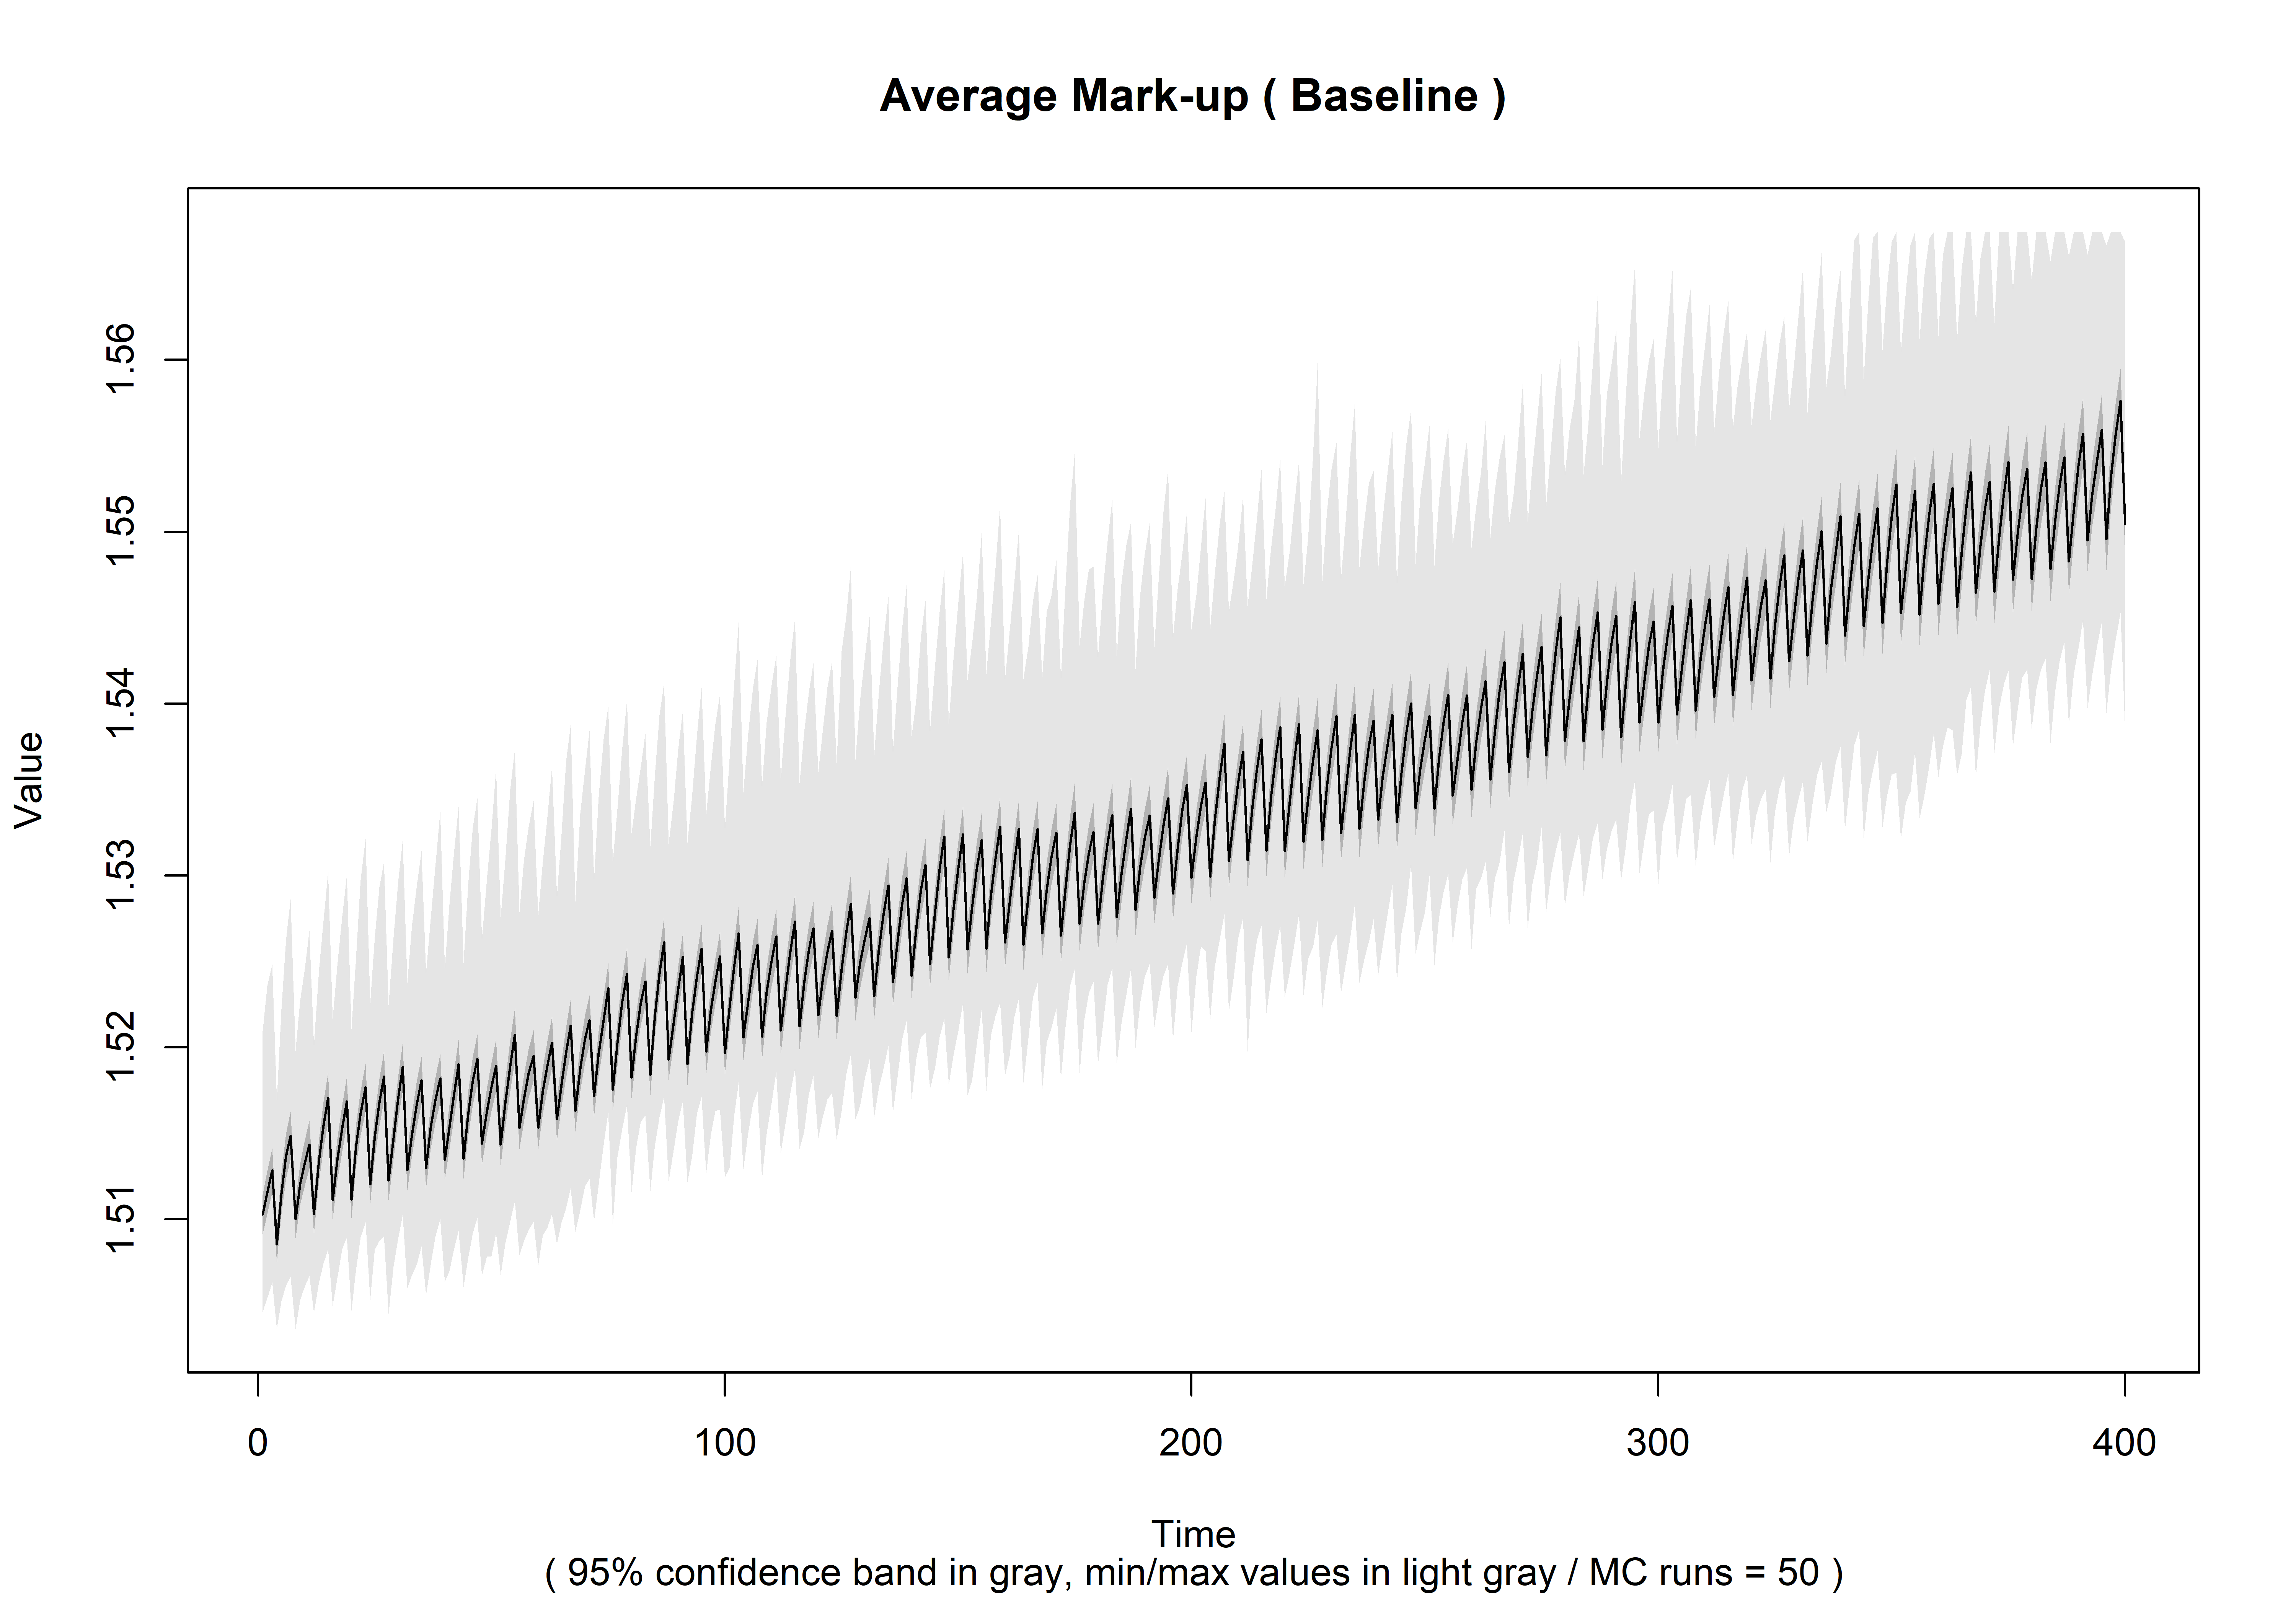 Average Mark-up ( Baseline )
Value
1.56
1.55
1.54
1.53
1.52
1.51
0 100 200 300 400
Time
( 95% confidence band in gray, min/max values in light gray / MC runs = 50 )